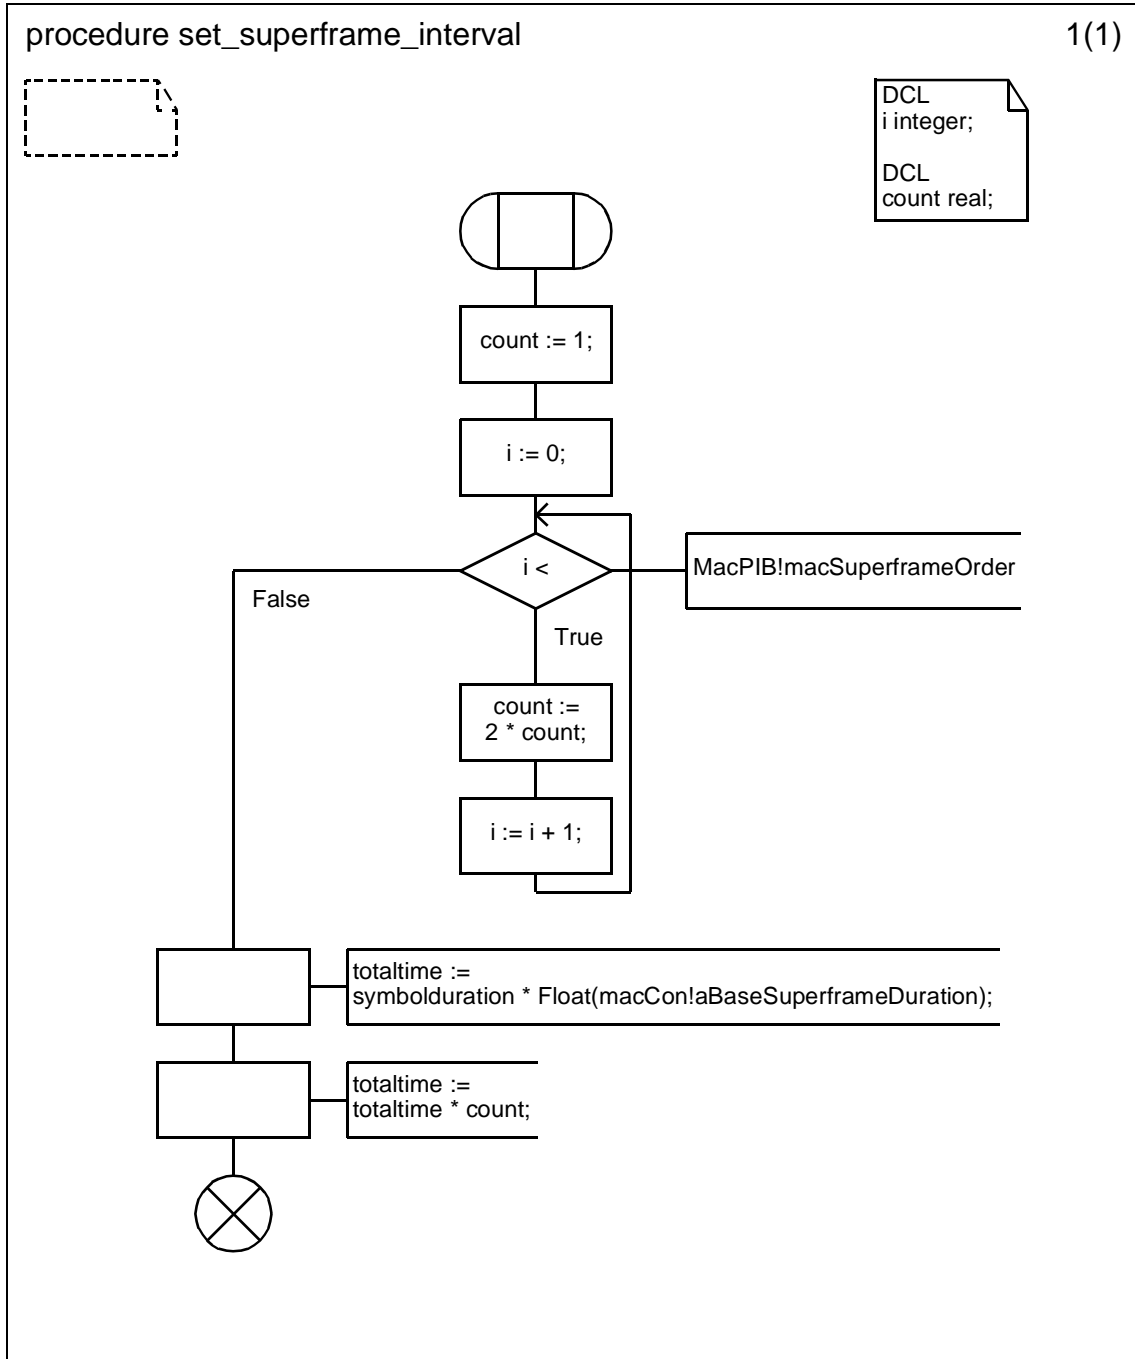 procedure set_superframe_interval
1(1)
DCL
i integer;
DCL
count real;
count := 1;
i := 0;
i <
MacPIB!macSuperframeOrder
False
True
count :=
2 * count;
i := i + 1;
totaltime :=
symbolduration * Float(macCon!aBaseSuperframeDuration);
totaltime :=
totaltime * count;